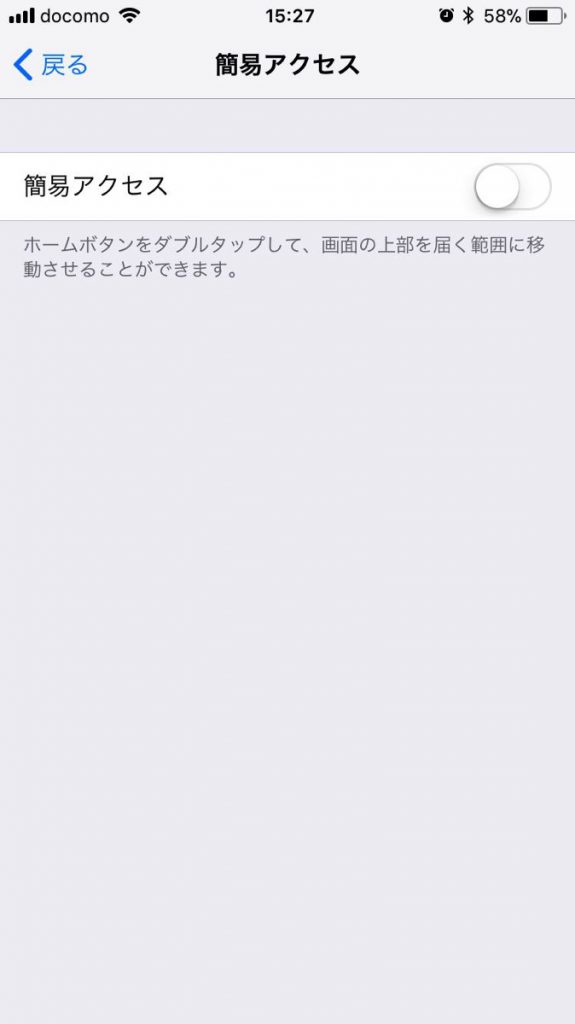 docomo 15:27 58%
戻る 簡易アクセス
簡易アクセス
ホームボタンをダブルタップして、画面の上部を届く範囲に移
動させることができます。